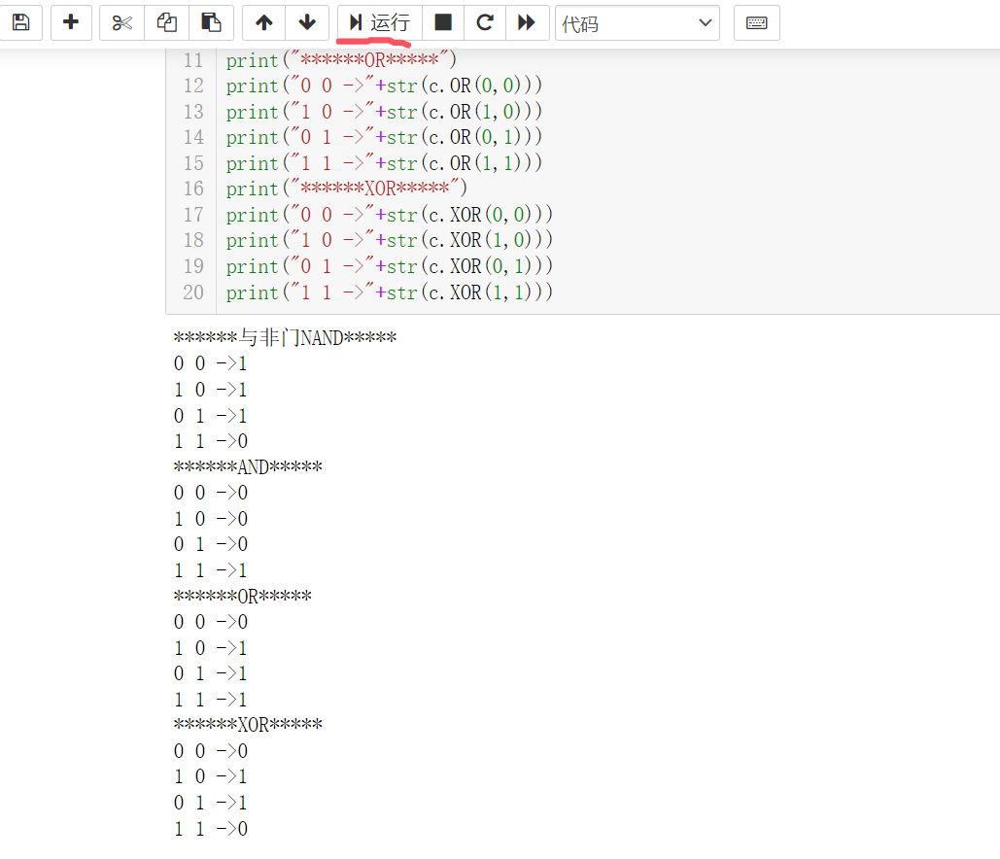 运行
代码
11 print("******OR*****")
12 print("0 0 ->"+str(c.OR(0,0)))
13 print("1 0 ->"+str(c.OR(1,0)))
14 print("0 1 ->"+str(c.OR(0,1)))
15 print("1 1 ->"+str(c.OR(1,1)))
16 print("******XOR*****")
17 print("0 0 ->"+str(c.XOR(0,0)))
18 print("1 0 ->"+str(c.XOR(1,0)))
19 print("0 1 ->"+str(c.XOR(0,1)))
20 print("1 1 ->"+str(c.XOR(1,1)))
******与非门NAND*****
0 0 ->1
1 0 ->1
0 1 ->1
1 1 ->0
******AND*****
0 0 ->0
1 0 ->0
0 1 ->0
1 1 ->1
******OR*****
0 0 ->0
1 0 ->1
0 1 ->1
1 1 ->1
******XOR*****
0 0 ->0
1 0 ->1
0 1 ->1
1 1 ->0